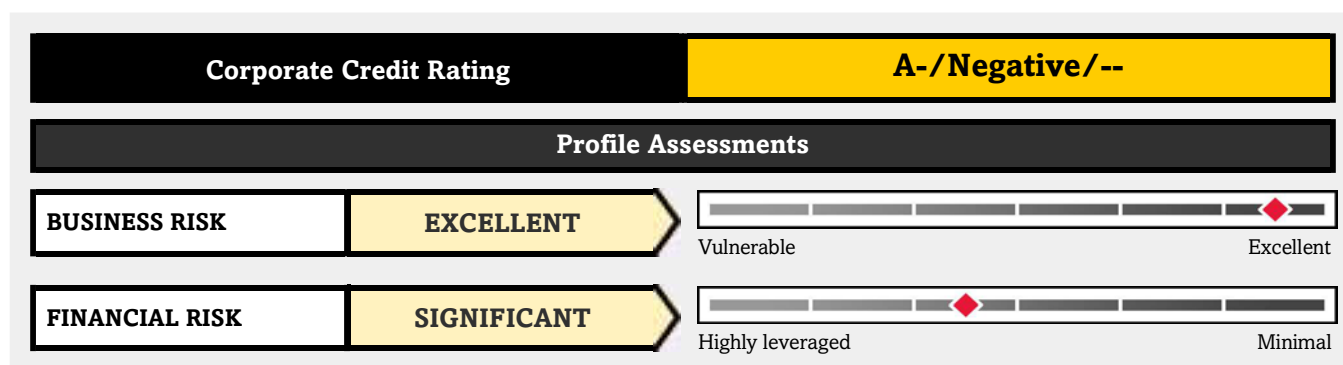 Corporate Credit Rating
A-/Negative/--
Profile Assessments
BUSINESS RISK
EXCELLENT
Vulnerable
Excellent
FINANCIAL RISK
SIGNIFICANT
Highly leveraged
Minimal